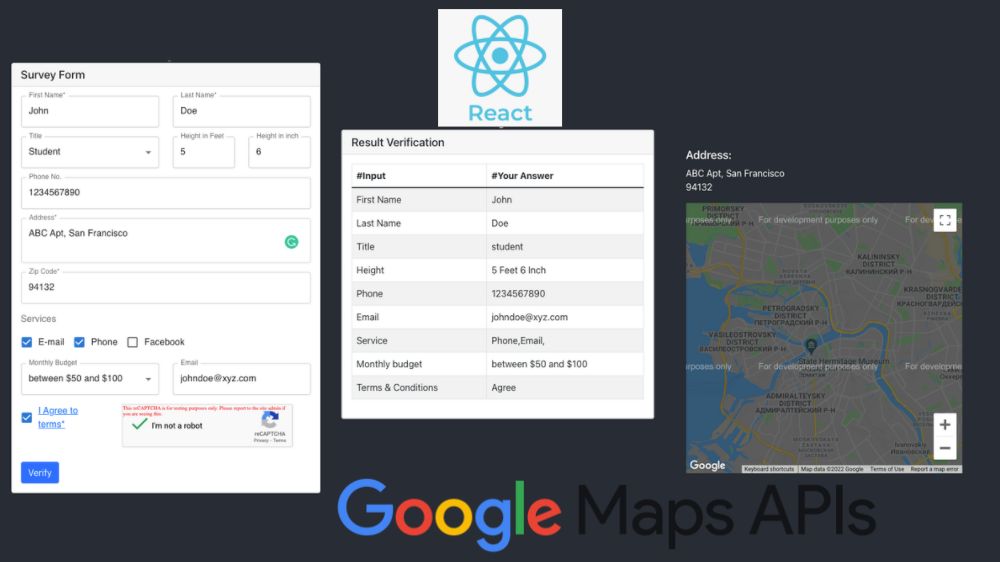 React
Survey Form
First Name*
Last Name*
John
Doe
Title
Height in Feet
Height in inch
Student
5
6
Phone No.
1234567890
Address*
ABC Apt, San Francisco
Zip Code*
94132
Services
E-mail
Phone
Facebook
Monthly Budget
Email
between $50 and $100
johndoe@xyz.com
I Agree to
terms*
This reCAPTCHA is for testing purposes only. Please report to the site admin if
you are seeing this.
I'm not a robot
reCAPTCHA
Privacy - Terms
Verify
Result Verification
#Input #Your Answer
First Name John
Last Name Doe
Title student
Height 5 Feet 6 Inch
Phone 1234567890
Email johndoe@xyz.com
Service Phone,Email,
Monthly budget between $50 and $100
Terms & Conditions Agree
Address:
ABC Apt, San Francisco
94132
PRIMORSKY
DISTRICT
ПРИМОРСКИЙ Р-Н
urposes only
For development purposes only
For dev
KALININSKY
DISTRICT
КАЛИНИНСКИЙ Р-Н
KRASNOGVARDE
DISTRICT
КРАСНОГВАРДЕЙ
PETROGRADSKY
DISTRICT
ПЕТРОГРАДСКИЙ Р-Н
VASILEOSTROVSKY
DISTRICT
ВАСИЛЕОСТРОВСКИЙ Р-Н
State Hermitage Museum
Эрмитаж
urposes only
For development purposes only
For dev
ADMIRALTEYSKY
DISTRICT
АДМИРАЛТЕЙСКИЙ Р-Н
Ivanovskiy
Ивановский
+
−
Google
Keyboard shortcuts
Map data ©2022 Google
Terms of Use
Report a map error
Google Maps APIs